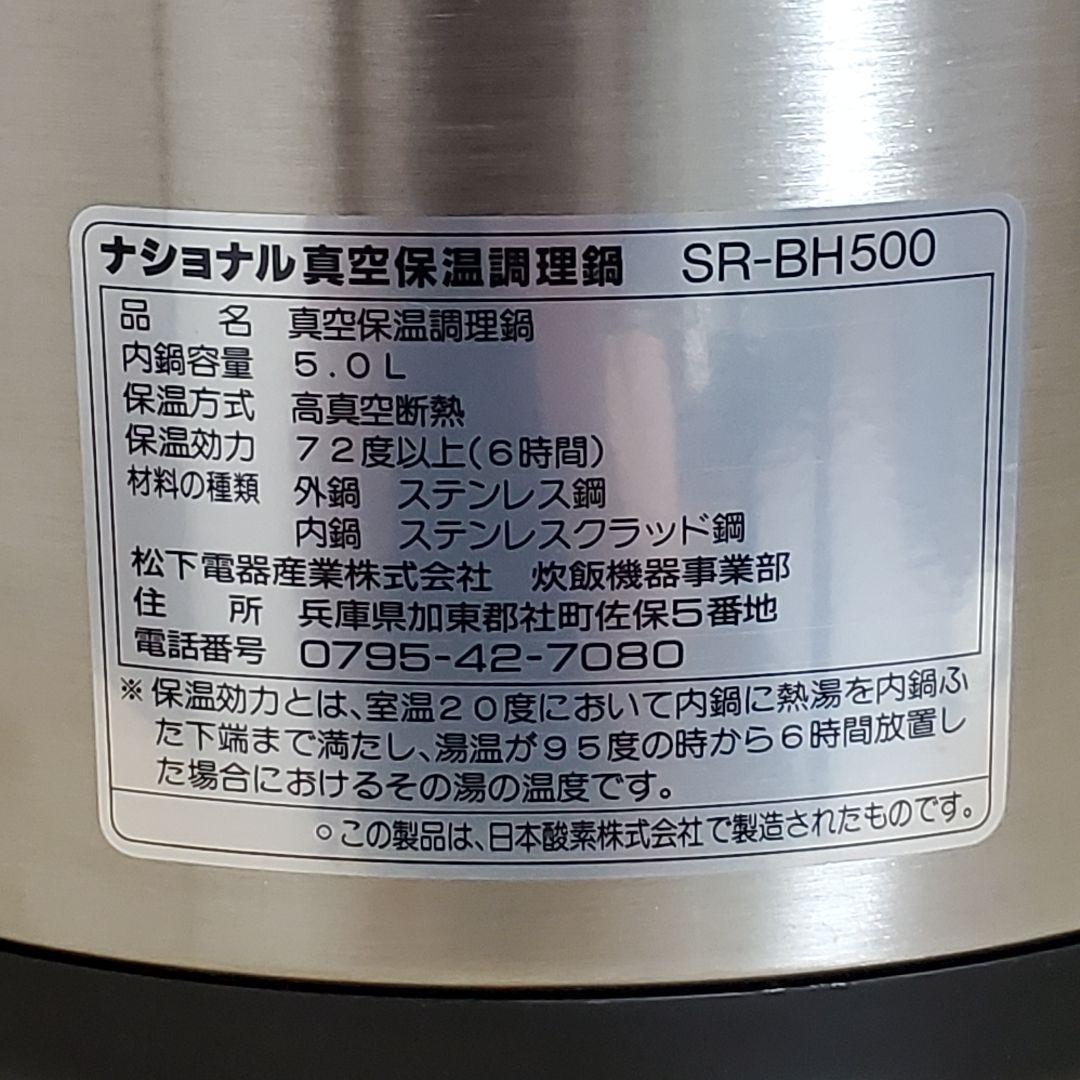 ナショナル真空保温調理鍋 SR-BH500
品名 真空保温調理鍋
内鍋容量 5.0L
保温方式 高真空断熱
保温効力 72度以上(6時間)
材料の種類 外鍋 ステンレス鋼
内鍋 ステンレスクラッド鋼
松下電器産業株式会社 炊飯機器事業部
住所 兵庫県加東郡社町佐保5番地
電話番号 0795-42-7080
※保温効力とは、室温20度において内鍋に熱湯を内鍋ふ
た下端まで満たし、湯温が95度の時から6時間放置し
た場合におけるその湯の温度です。
○この製品は、日本酸素株式会社で製造されたものです。